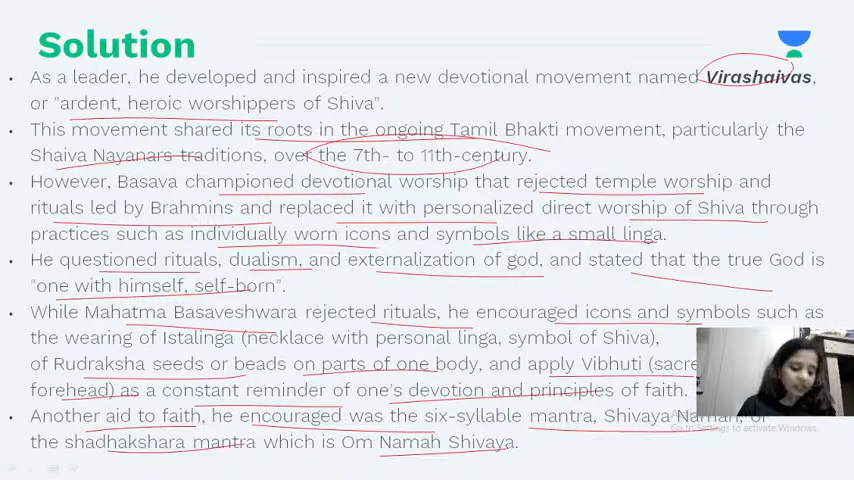 Solution
• As a leader, he developed and inspired a new devotional movement named Virashaivas,
or "ardent, heroic worshippers of Shiva".
• This movement shared its roots in the ongoing Tamil Bhakti movement, particularly the
Shaiva Nayanars traditions, over the 7th- to 11th-century.
• However, Basava championed devotional worship that rejected temple worship and
rituals led by Brahmins and replaced it with personalized direct worship of Shiva through
practices such as individually worn icons and symbols like a small linga.
• He questioned rituals, dualism, and externalization of god, and stated that the true God is
"one with himself, self-born".
• While Mahatma Basaveshwara rejected rituals, he encouraged icons and symbols such as
the wearing of Istalinga (necklace with personal linga, symbol of Shiva),
of Rudraksha seeds or beads on parts of one body, and apply Vibhuti
forehead) as a constant reminder of one's devotion and principles of faith.
• Another aid to faith, he encouraged was the six-syllable mantra, Shivaya Namah, or
the shadhakshara mantra which is Om Namah Shivaya.
Go to Settings to activate Windows.